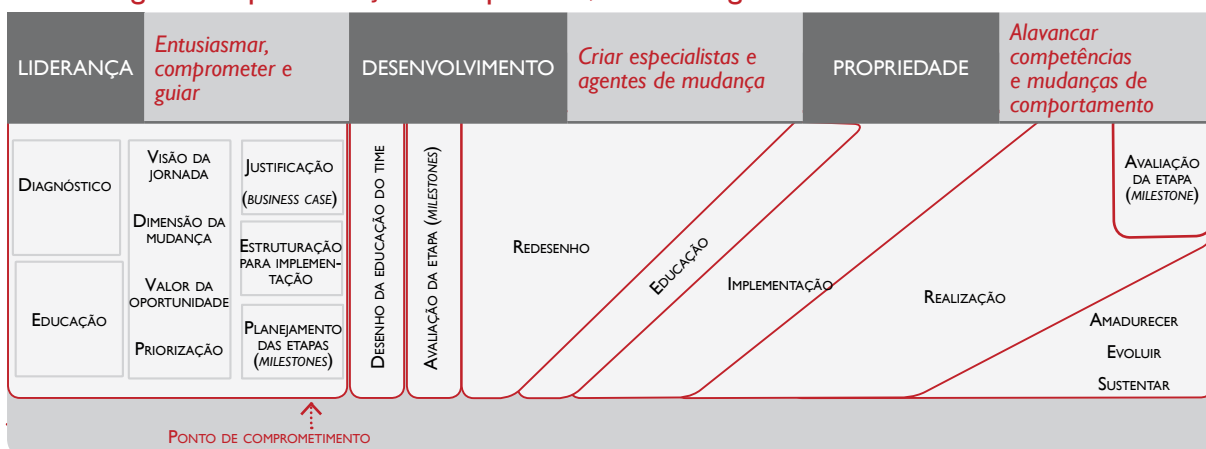 LIDERANÇA
Entusiasmar,
comprometer e
guiar
DESENVOLVIMENTO
Criar especialistas e
agentes de mudança
PROPRIEDADE
Alavancar
competências
e mudanças de
comportamento
DIAGNÓSTICO
EDUCAÇÃO
VISÃO DA
JORNADA
DIMENSÃO DA
MUDANÇA
VALOR DA
OPORTUNIDADE
PRIORIZAÇÃO
JUSTIFICAÇÃO
(BUSINESS CASE)
ESTRUTURAÇÃO
PARA IMPLEMEN-
TAÇÃO
PLANEJAMENTO
DAS ETAPAS
(MILESTONES)
DESENHO DA EDUCAÇÃO DO TIME
AVALIAÇÃO DA ETAPA (MILESTONES)
REDESENHO
EDUCAÇÃO
IMPLEMENTAÇÃO
REALIZAÇÃO
AVALIAÇÃO
DA ETAPA
(MILESTONE)
AMADURECER
EVOLUIR
SUSTENTAR
PONTO DE COMPROMETIMENTO